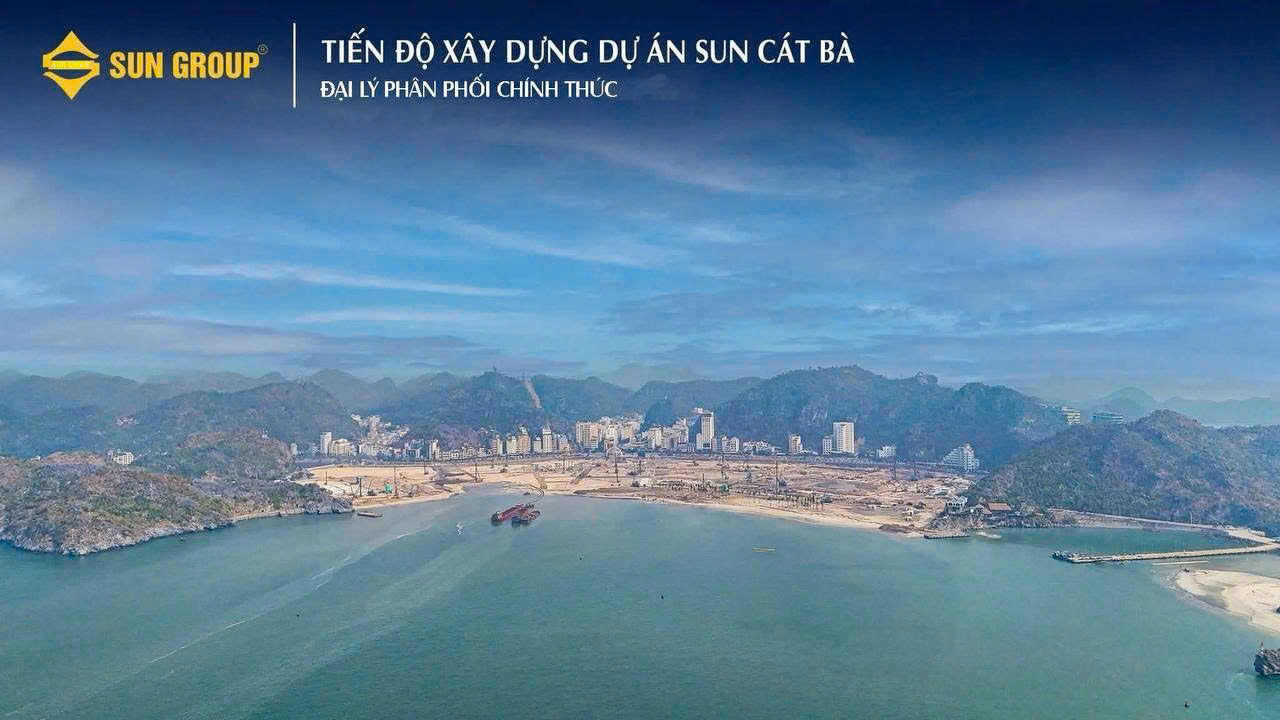 SUN GROUP®
TIẾN ĐỘ XÂY DỰNG DỰ ÁN SUN CÁT BÀ
ĐẠI LÝ PHÂN PHỐI CHÍNH THỨC